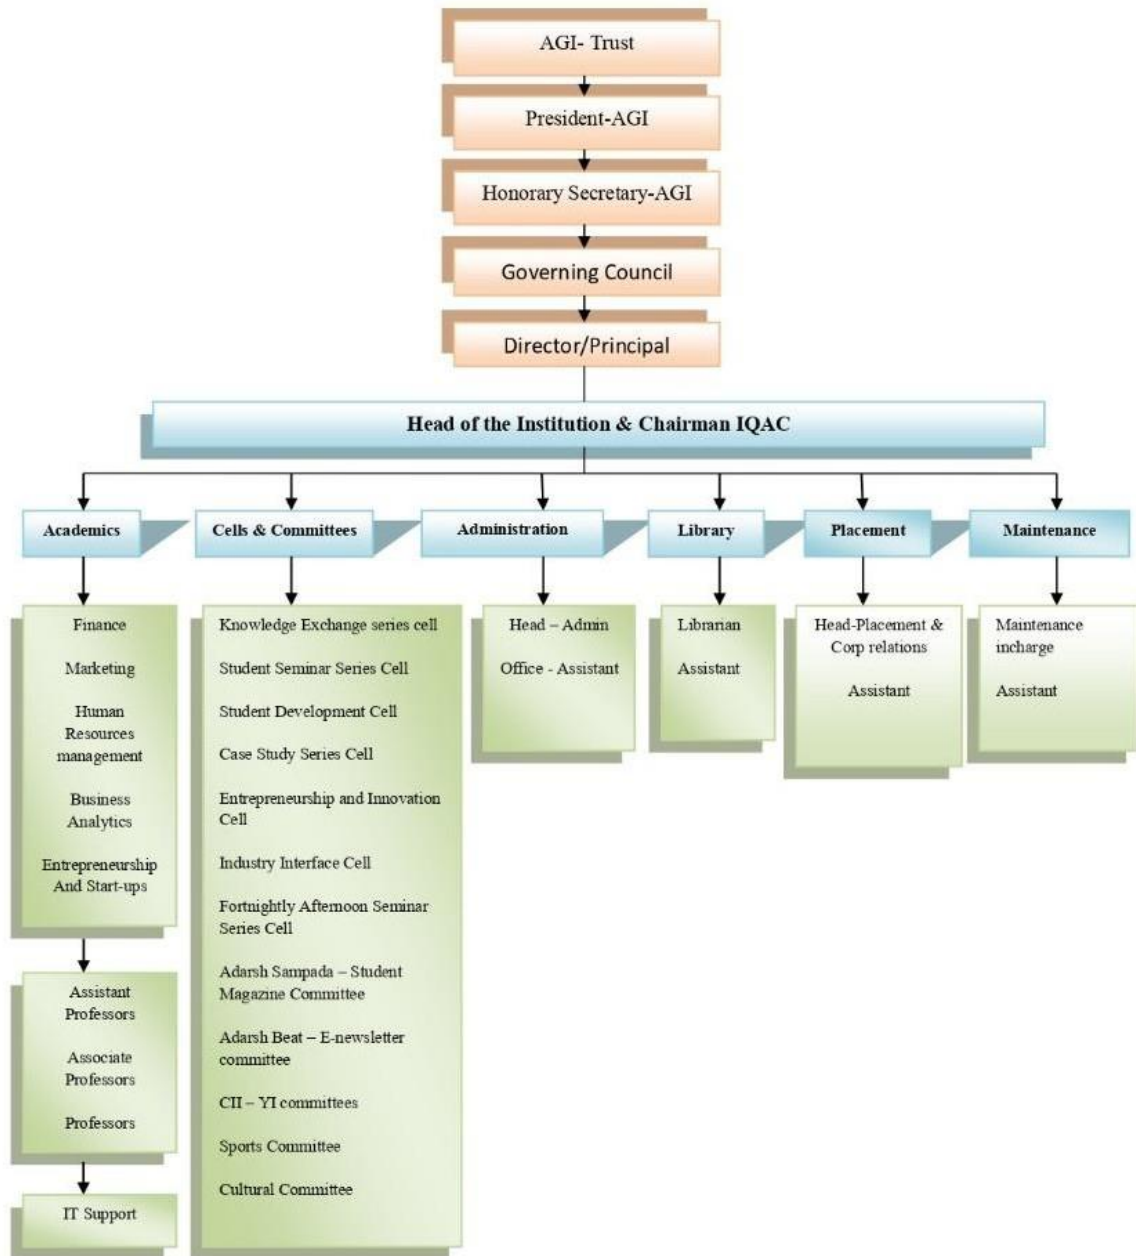 AGI- Trust
President-AGI
Honorary Secretary-AGI
Governing Council
Director/Principal
Head of the Institution & Chairman IQAC
Academics
Cells & Committees
Administration
Library
Placement
Maintenance
Finance
Marketing
Human
Resources
management
Business
Analytics
Entrepreneurship
And Start-ups
Assistant
Professors
Associate
Professors
Professors
IT Support
Knowledge Exchange series cell
Student Seminar Series Cell
Student Development Cell
Case Study Series Cell
Entrepreneurship and Innovation
Cell
Industry Interface Cell
Fortnightly Afternoon Seminar
Series Cell
Adarsh Sampada – Student
Magazine Committee
Adarsh Beat – E-newsletter
committee
CII – YI committees
Sports Committee
Cultural Committee
Head – Admin
Office - Assistant
Librarian
Assistant
Head-Placement &
Corp relations
Assistant
Maintenance
incharge
Assistant